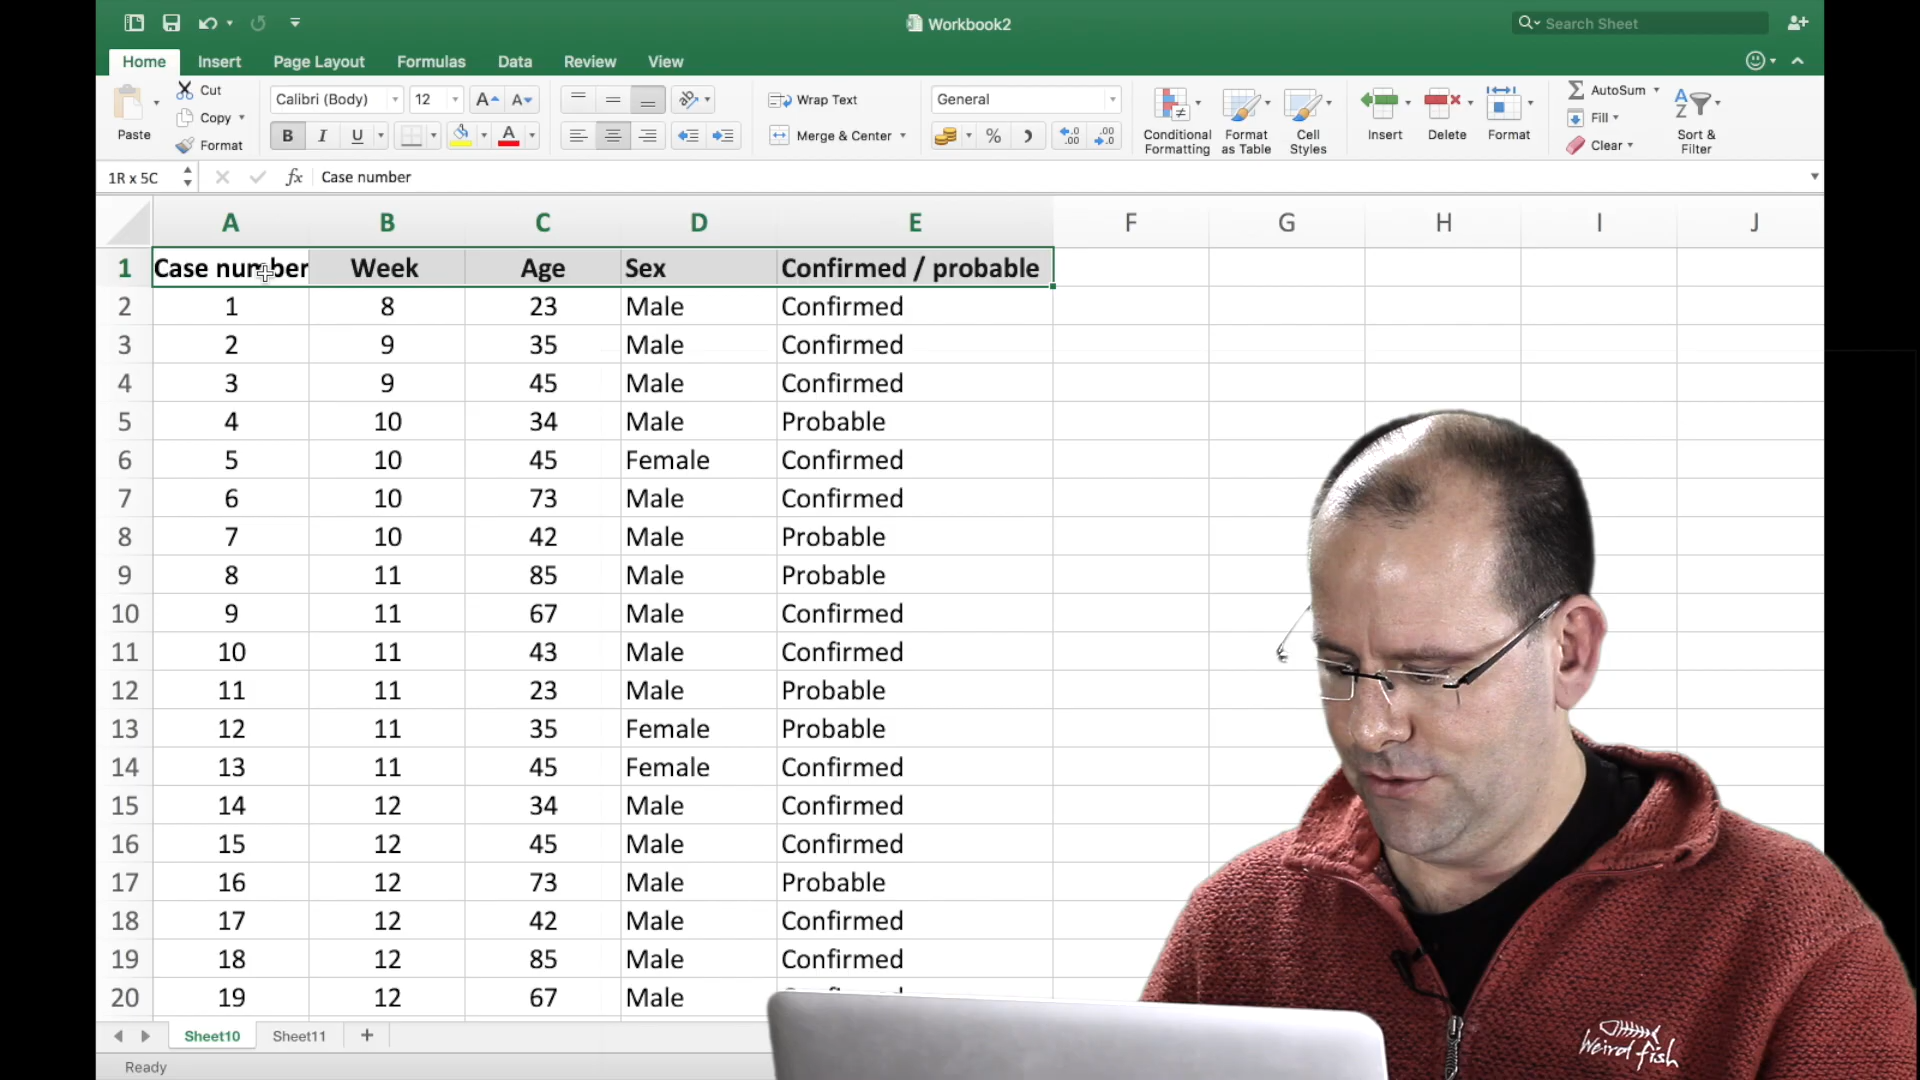 Workbook2
Search Sheet
Home Insert Page Layout Formulas Data Review View
Paste
Cut
Copy
Format
Calibri (Body) 12
B I U
Wrap Text
Merge & Center
General
Conditional Formatting
Format as Table
Cell Styles
Insert
Delete
Format
AutoSum
Fill
Clear
Sort & Filter
1R x 5C fx Case number
A B C D E F G H I J
1 Case number Week Age Sex Confirmed / probable
2 1 8 23 Male Confirmed
3 2 9 35 Male Confirmed
4 3 9 45 Male Confirmed
5 4 10 34 Male Probable
6 5 10 45 Female Confirmed
7 6 10 73 Male Confirmed
8 7 10 42 Male Probable
9 8 11 85 Male Probable
10 9 11 67 Male Confirmed
11 10 11 43 Male Confirmed
12 11 11 23 Male Probable
13 12 11 35 Female Probable
14 13 11 45 Female Confirmed
15 14 12 34 Male Confirmed
16 15 12 45 Male Confirmed
17 16 12 73 Male Probable
18 17 12 42 Male Confirmed
19 18 12 85 Male Confirmed
20 19 12 67 Male
Sheet10 Sheet11 +
Ready
Weird fish